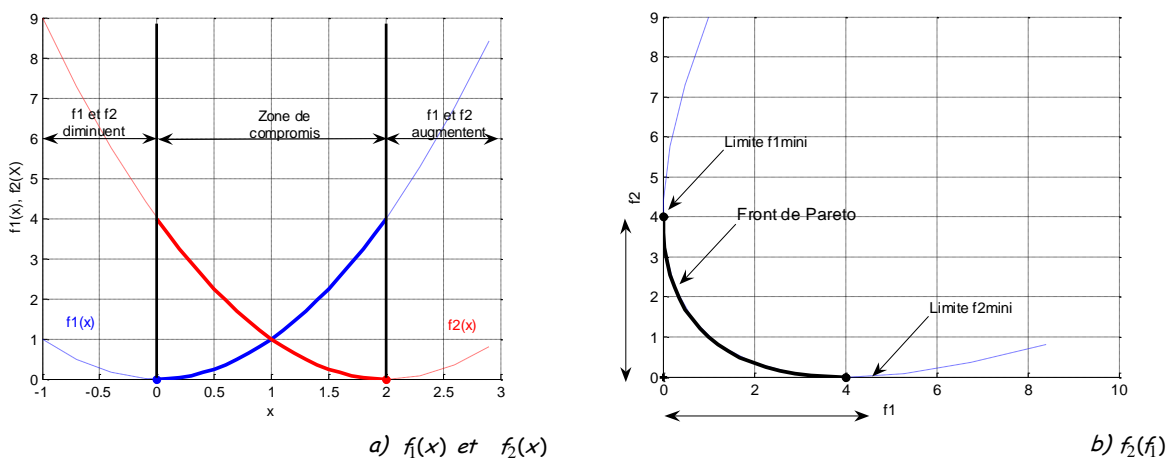 9
8
7
6
5
4
3
2
1
0
f1(x), f2(X)
f1 et f2
diminuent
Zone de
compromis
f1 et f2
augmentent
f1(x)
f2(x)
-1 -0.5 0 0.5 1 1.5 2 2.5 3
x
a) f1(x) et f2(x)
9
8
7
6
5
4
3
2
1
0
f2
Limite f1mini
Front de Pareto
Limite f2mini
0 2 4 6 8 10
f1
b) f2(f1)